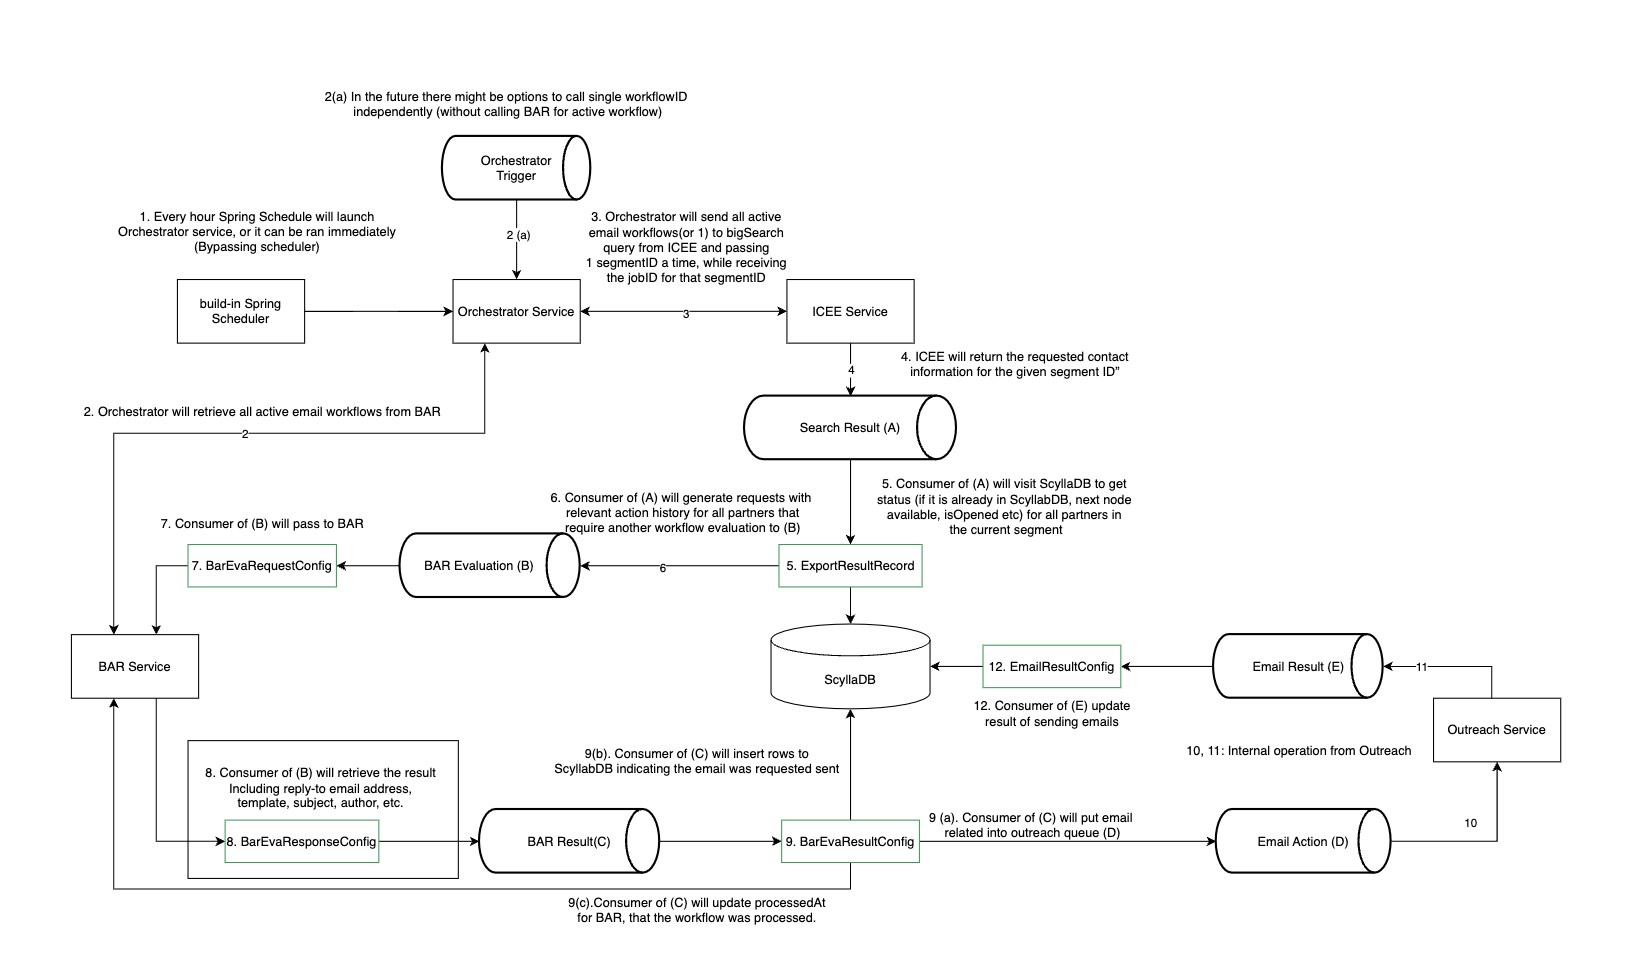 2(a) In the future there might be options to call single workflowID
independently (without calling BAR for active workflow)
Orchestrator
Trigger
1. Every hour Spring Schedule will launch
Orchestrator service, or it can be ran immediately
(Bypassing scheduler)
2 (a)
3. Orchestrator will send all active
email workflows(or 1) to bigSearch
query from ICEE and passing
1 segmentID a time, while receiving
the jobID for that segmentID
build-in Spring
Scheduler
Orchestrator Service
3
ICEE Service
4
4. ICEE will return the requested contact
information for the given segment ID”
2. Orchestrator will retrieve all active email workflows from BAR
2
Search Result (A)
5. Consumer of (A) will visit ScyllaDB to get
status (if it is already in ScyllabDB, next node
available, isOpened etc) for all partners in
the current segment
6. Consumer of (A) will generate requests with
relevant action history for all partners that
require another workflow evaluation to (B)
7. Consumer of (B) will pass to BAR
7. BarEvaRequestConfig
BAR Evaluation (B)
6
5. ExportResultRecord
BAR Service
ScyllaDB
12. EmailResultConfig
Email Result (E)
11
12. Consumer of (E) update
result of sending emails
Outreach Service
10, 11: Internal operation from Outreach
9(b). Consumer of (C) will insert rows to
ScyllabDB indicating the email was requested sent
8. Consumer of (B) will retrieve the result
Including reply-to email address,
template, subject, author, etc.
8. BarEvaResponseConfig
BAR Result(C)
9. BarEvaResultConfig
9 (a). Consumer of (C) will put email
related into outreach queue (D)
Email Action (D)
10
9(c).Consumer of (C) will update processedAt
for BAR, that the workflow was processed.